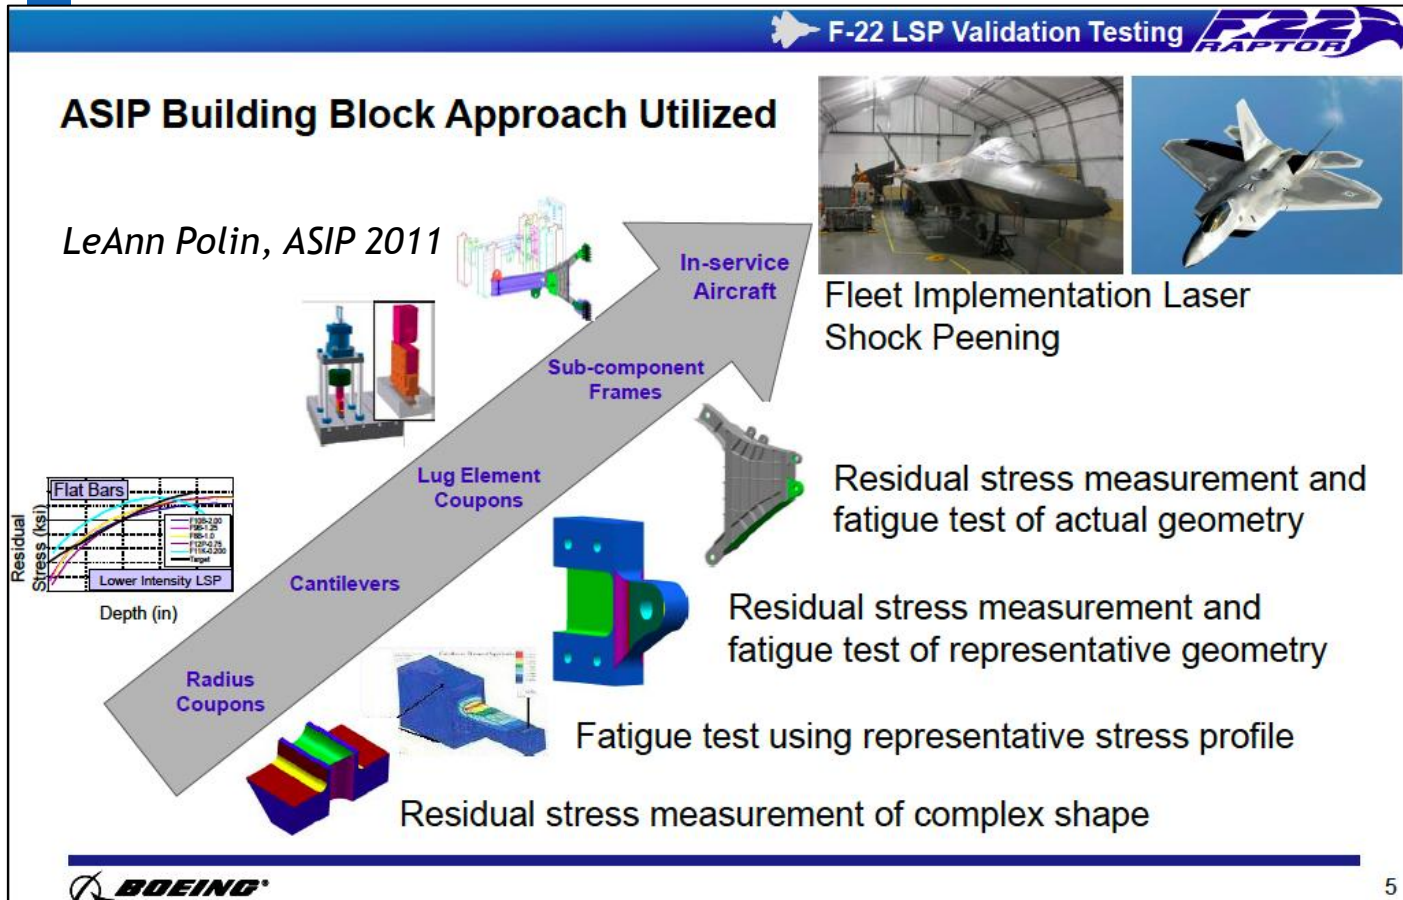 F-22 LSP Validation Testing
F-22
RAPTOR
ASIP Building Block Approach Utilized
LeAnn Polin, ASIP 2011
In-service
Aircraft
Fleet Implementation Laser
Shock Peening
Sub-component
Frames
Lug Element
Coupons
Residual stress measurement and
fatigue test of actual geometry
Flat Bars
Residual
Stress (ksi)
Target
Lower Intensity LSP
Depth (in)
Cantilevers
Residual stress measurement and
fatigue test of representative geometry
Radius
Coupons
Fatigue test using representative stress profile
Residual stress measurement of complex shape
BOEING®
5